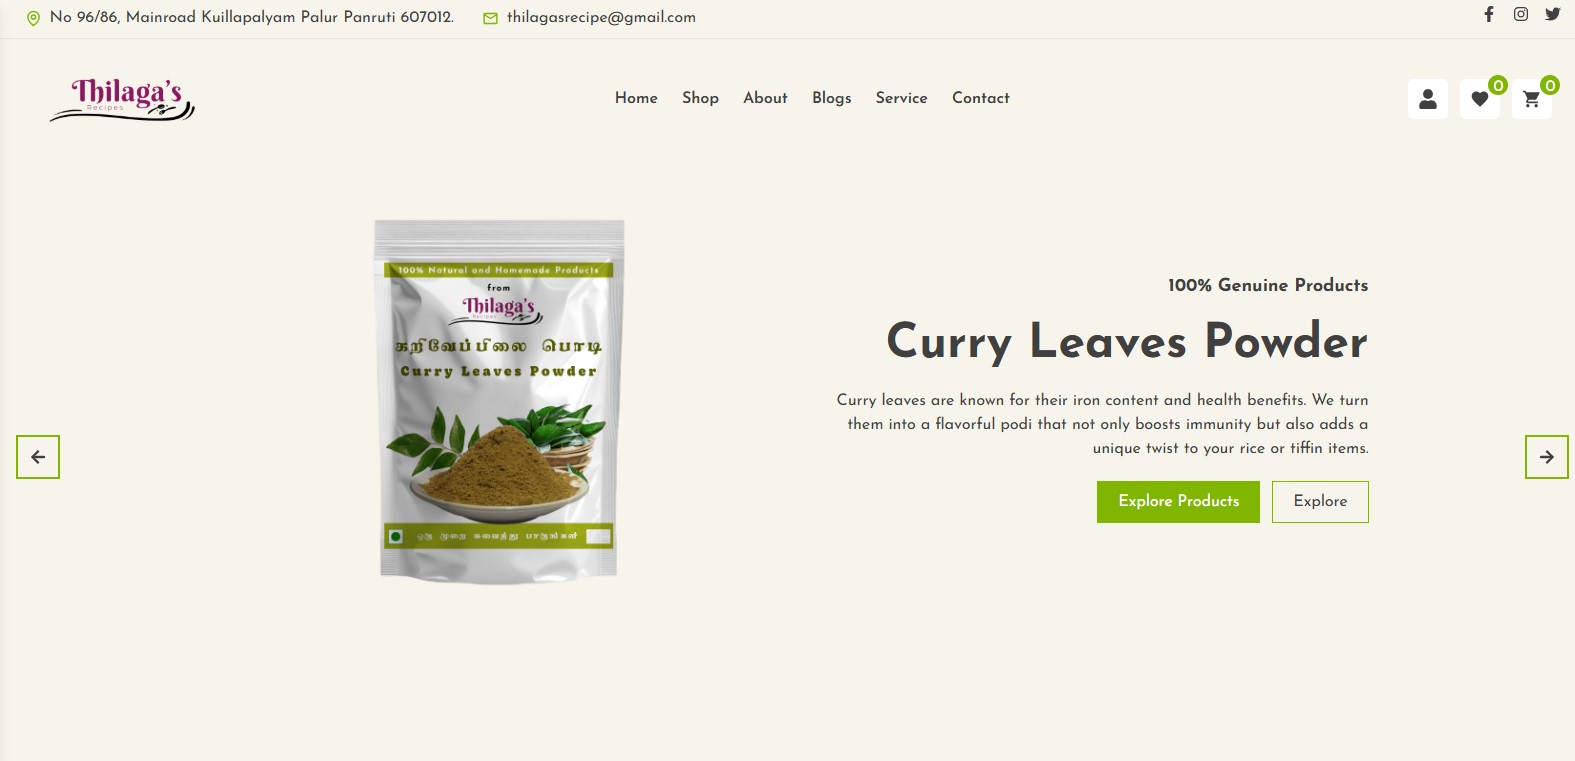 No 96/86, Mainroad Kuillapalyam Palur Panruti 607012.
thilagasrecipe@gmail.com
Thilaga's
Recipes
Home
Shop
About
Blogs
Service
Contact
0
0
100% Natural and Homemade Products
from
Thilaga's
Recipes
கறிவேப்பிலை பொடி
Curry Leaves Powder
100% Genuine Products
Curry Leaves Powder
Curry leaves are known for their iron content and health benefits. We turn
them into a flavorful podi that not only boosts immunity but also adds a
unique twist to your rice or tiffin items.
Explore Products
Explore
ஒரு முறை சுவைத்து பாருங்கள்